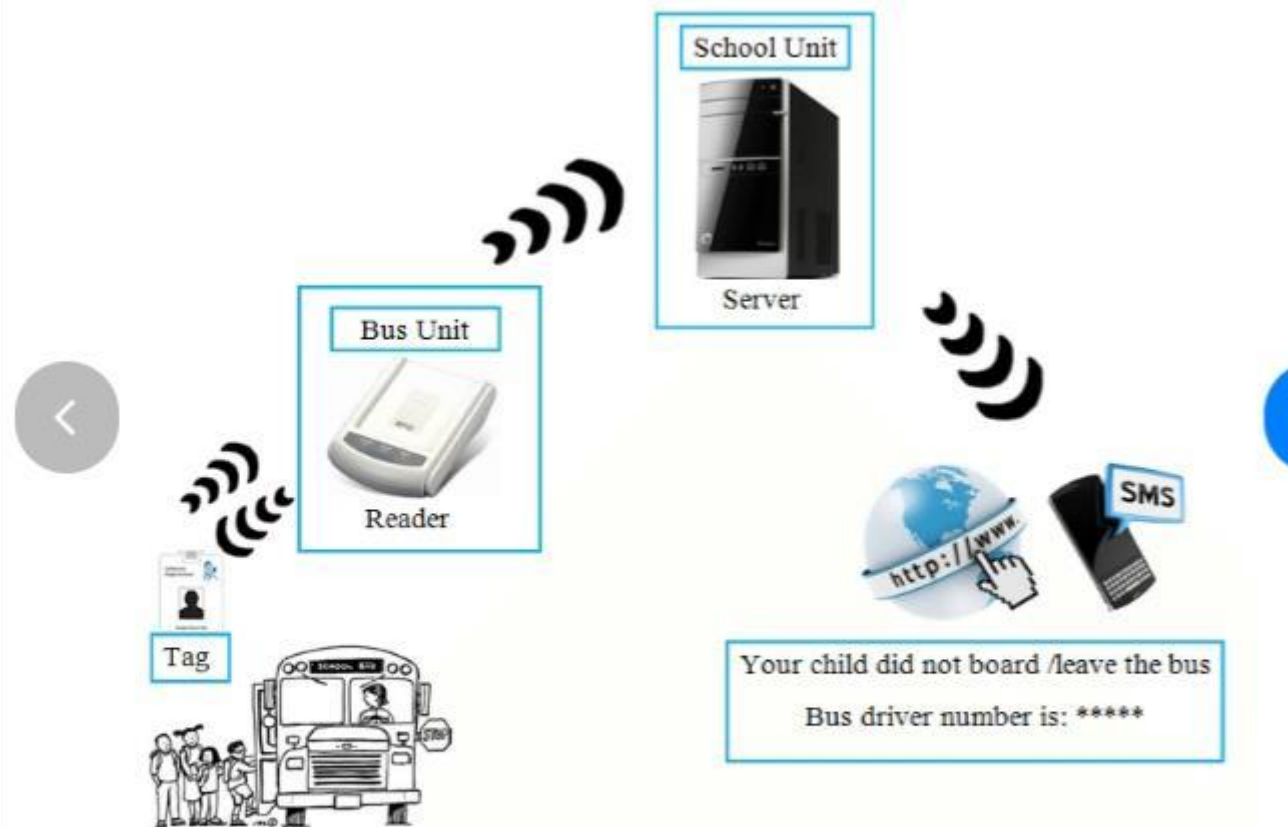 School Unit
Server
Bus Unit
Reader
Tag
SCHOOL BUS
STOP
http://www.
SMS
Your child did not board /leave the bus
Bus driver number is: *****